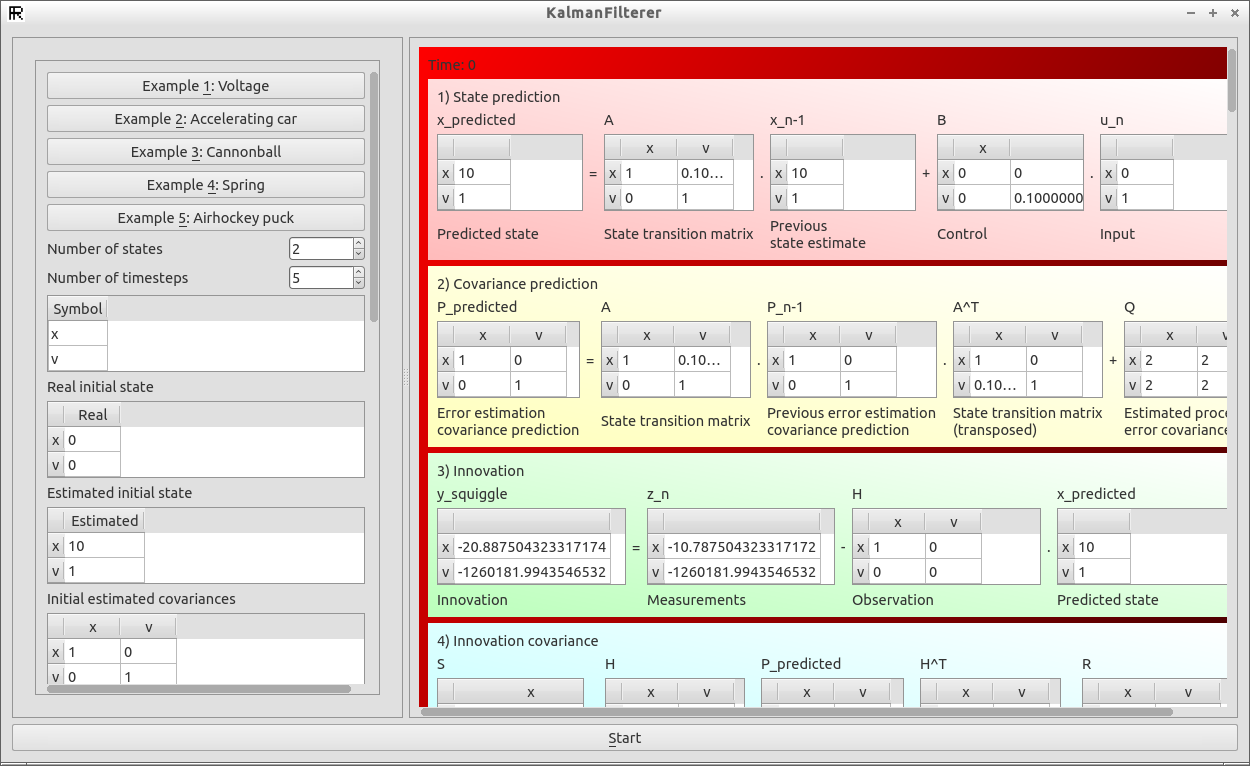 KalmanFilterer
Example 1: Voltage
Example 2: Accelerating car
Example 3: Cannonball
Example 4: Spring
Example 5: Airhockey puck
Number of states 2
Number of timesteps 5
Symbol
x
v
Real initial state
Real
x 0
v 0
Estimated initial state
Estimated
x 10
v 1
Initial estimated covariances
x v
x 1 0
v 0 1
Time: 0
1) State prediction
x_predicted A x_n-1 B u_n
x v x
x 10 = x 1 0.10... . x 10 + x 0 0 . x 0
v 1 v 0 1 v 1 v 0 0.1000000 v 1
Predicted state State transition matrix Previous state estimate Control Input
2) Covariance prediction
P_predicted A P_n-1 A^T Q
x v x v x v x v x v
x 1 0 = x 1 0.10... . x 1 0 . x 1 0 + x 2 2
v 0 1 v 0 1 v 0 1 v 0.10... 1 v 2 2
Error estimation covariance prediction State transition matrix Previous error estimation covariance prediction State transition matrix (transposed) Estimated proce error covariance
3) Innovation
y_squiggle z_n H x_predicted
x v
x -20.887504323317174 = x -10.787504323317172 - x 1 0 . x 10
v -1260181.9943546532 v -1260181.9943546532 v 0 0 v 1
Innovation Measurements Observation Predicted state
4) Innovation covariance
S H P_predicted H^T R
x x v x v x v x v
Start